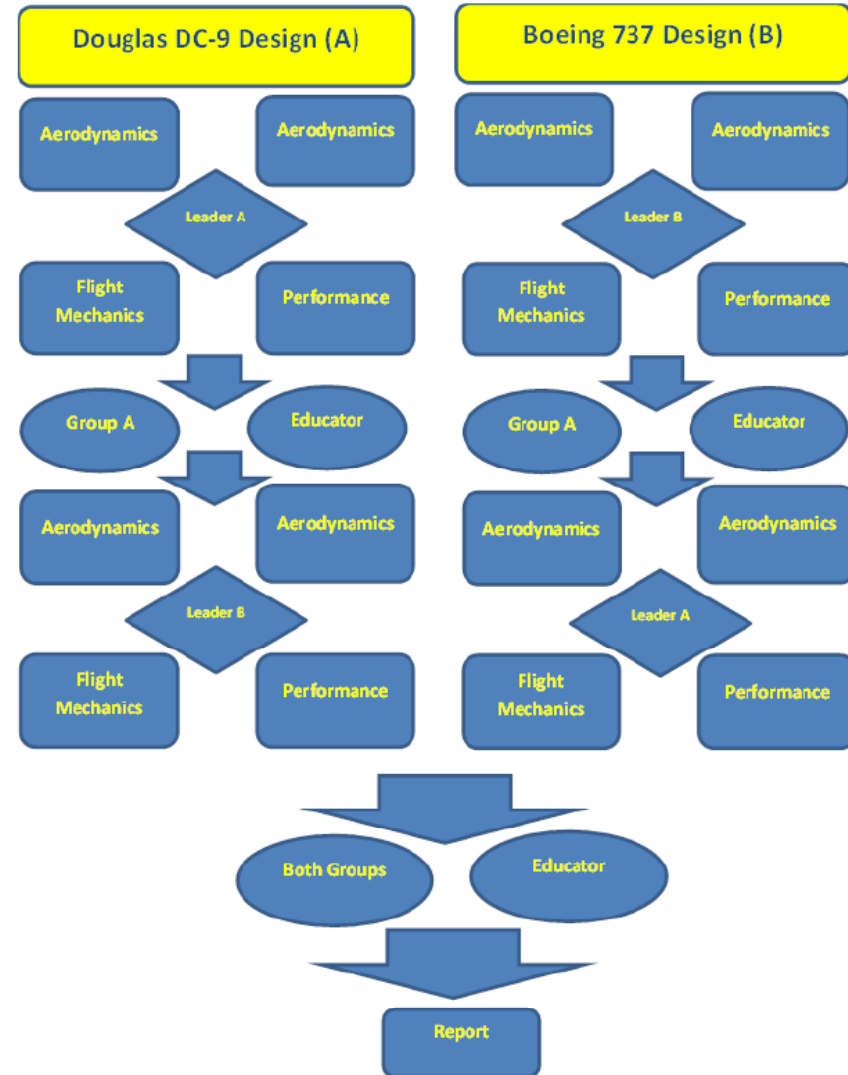 Douglas DC-9 Design (A)
Boeing 737 Design (B)
Aerodynamics
Aerodynamics
Aerodynamics
Aerodynamics
Leader A
Leader B
Flight
Mechanics
Performance
Flight
Mechanics
Performance
Group A
Educator
Group A
Educator
Aerodynamics
Aerodynamics
Aerodynamics
Aerodynamics
Leader B
Leader A
Flight
Mechanics
Performance
Flight
Mechanics
Performance
Both Groups
Educator
Report